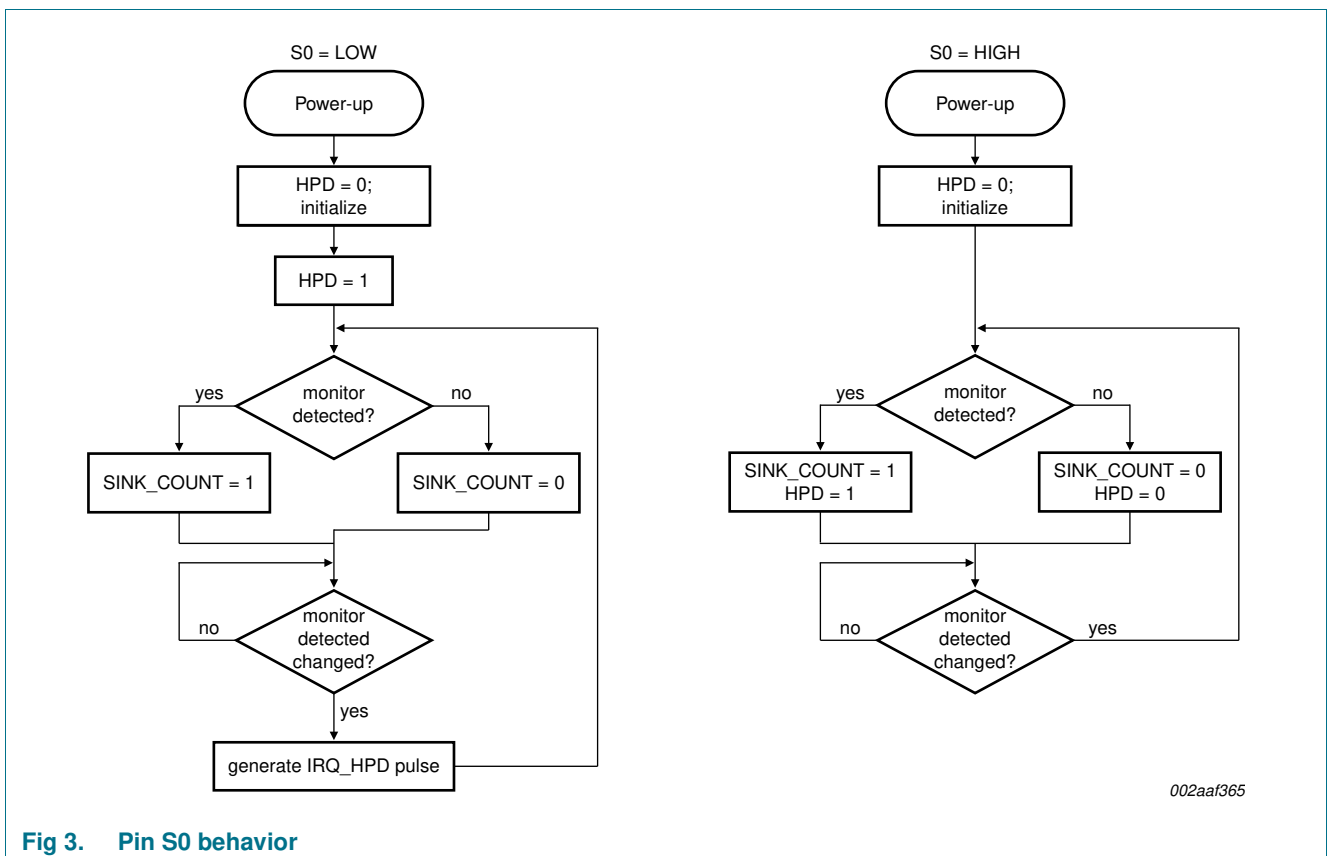 S0 = LOW
Power-up
HPD = 0;
initialize
HPD = 1
monitor
detected?
yes
no
SINK_COUNT = 1
SINK_COUNT = 0
monitor
detected
changed?
no
yes
generate IRQ_HPD pulse
S0 = HIGH
Power-up
HPD = 0;
initialize
monitor
detected?
yes
no
SINK_COUNT = 1
HPD = 1
SINK_COUNT = 0
HPD = 0
monitor
detected
changed?
no
yes
002aaf365
Fig 3. Pin S0 behavior